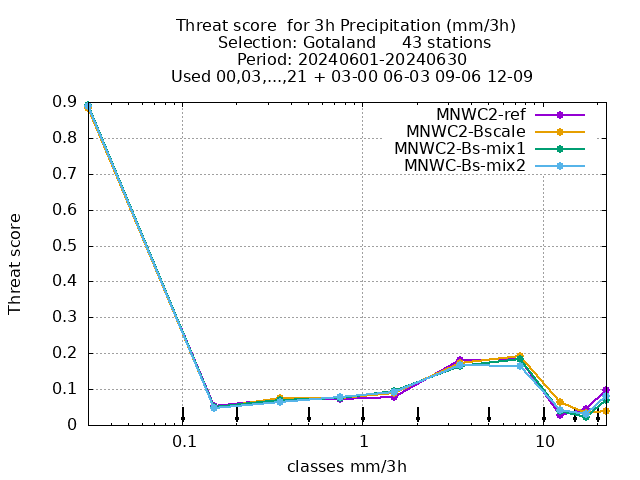 Threat score  for 3h Precipitation (mm/3h)
Selection: Gotaland     43 stations
Period: 20240601-20240630
Used 00,03,...,21 + 03-00 06-03 09-06 12-09
MNWC2-ref
MNWC2-Bscale
MNWC2-Bs-mix1
MNWC-Bs-mix2
Threat score
0.9
0.8
0.7
0.6
0.5
0.4
0.3
0.2
0.1
0
0.1 1 10
classes mm/3h